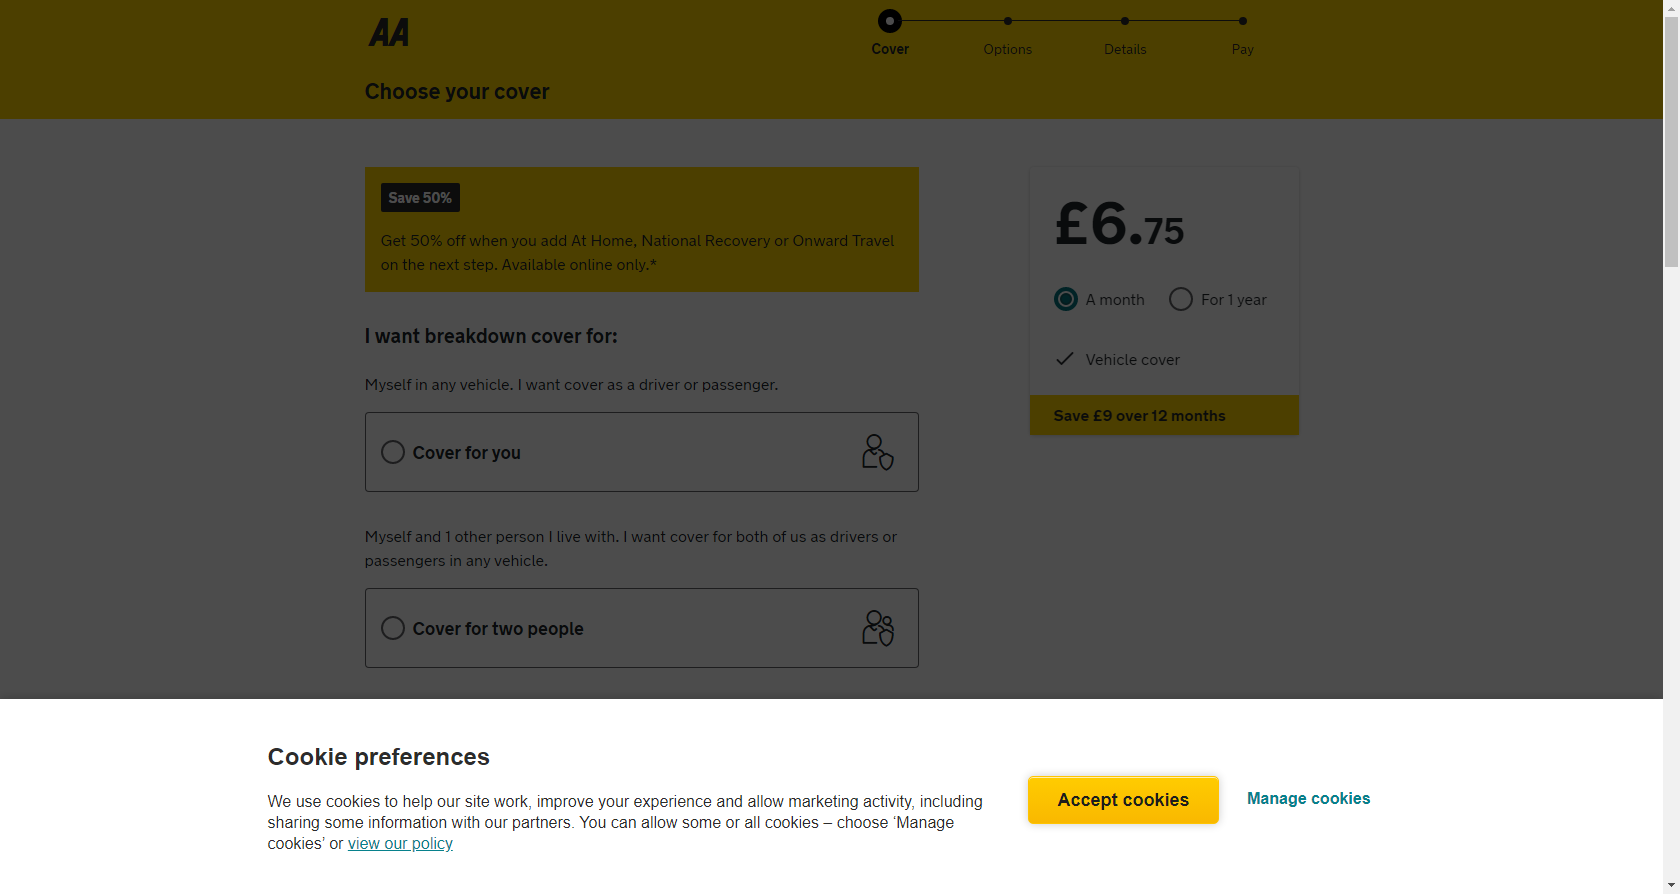 AA
Cover
Options
Details
Pay
Choose your cover
Save 50%
Get 50% off when you add At Home, National Recovery or Onward Travel
on the next step. Available online only.*
I want breakdown cover for:
Myself in any vehicle. I want cover as a driver or passenger.
Cover for you
Myself and 1 other person I live with. I want cover for both of us as drivers or
passengers in any vehicle.
Cover for two people
£6.75
A month
For 1 year
Vehicle cover
Save £9 over 12 months
Cookie preferences
We use cookies to help our site work, improve your experience and allow marketing activity, including
sharing some information with our partners. You can allow some or all cookies – choose ‘Manage
cookies’ or view our policy
Accept cookies
Manage cookies